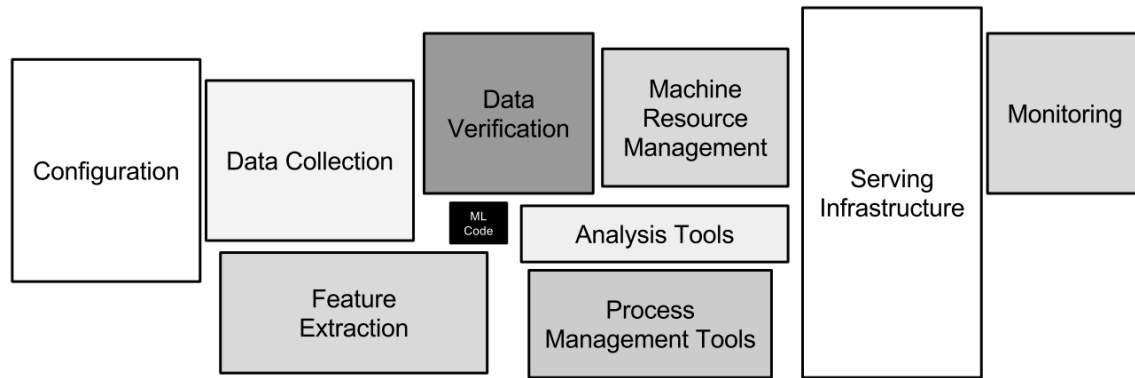 Configuration
Data Collection
Data
Verification
Machine
Resource
Management
Monitoring
Serving
Infrastructure
ML
Code
Analysis Tools
Feature
Extraction
Process
Management Tools